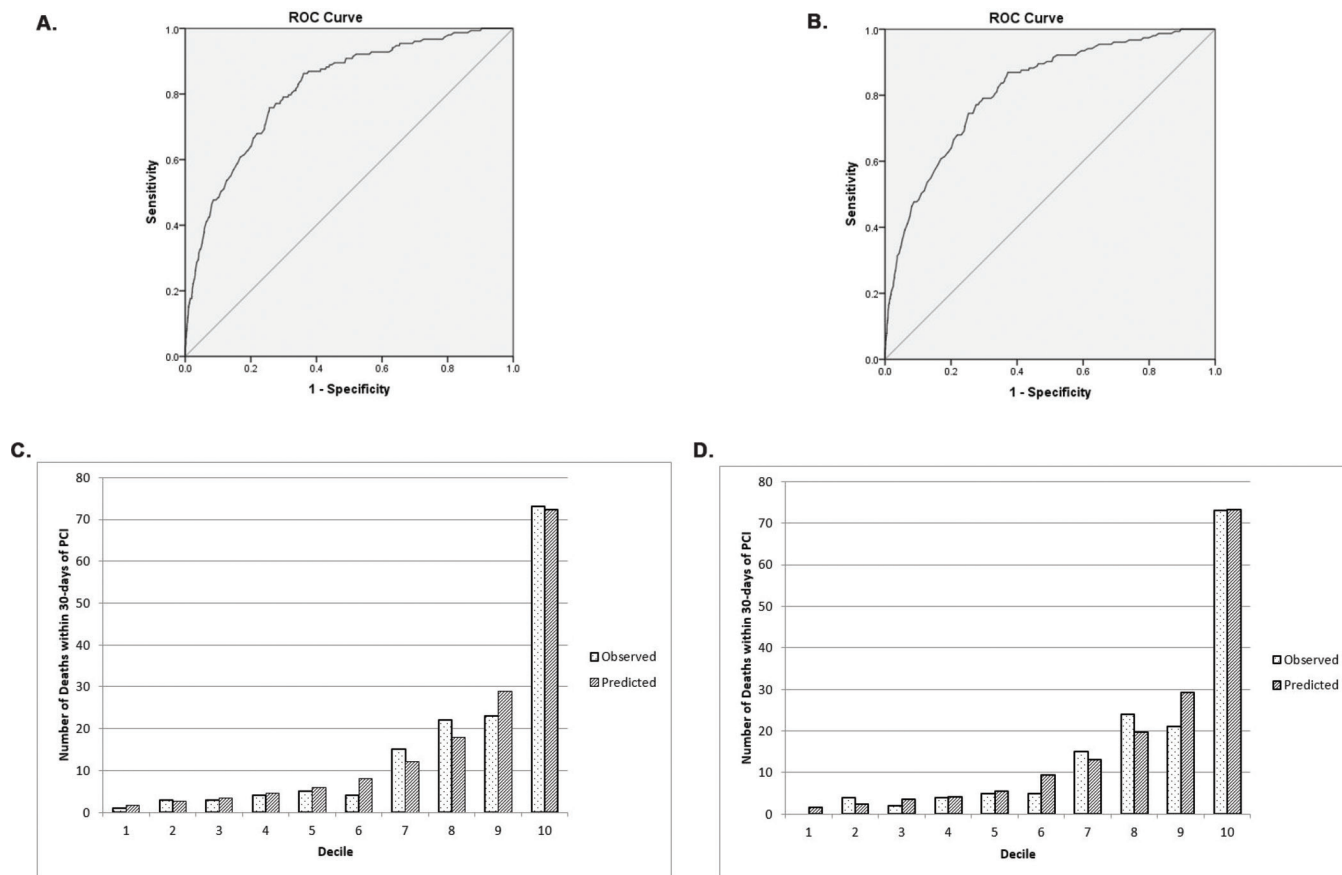 A.
ROC Curve
1.0
0.8
0.6
0.4
0.2
0.0
Sensitivity
0.0 0.2 0.4 0.6 0.8 1.0
1 - Specificity
B.
ROC Curve
1.0
0.8
0.6
0.4
0.2
0.0
Sensitivity
0.0 0.2 0.4 0.6 0.8 1.0
1 - Specificity
C.
80
70
60
50
40
30
20
10
0
Number of Deaths within 30-days of PCI
1 2 3 4 5 6 7 8 9 10
Decile
Observed
Predicted
D.
80
70
60
50
40
30
20
10
0
Number of Deaths within 30-days of PCI
1 2 3 4 5 6 7 8 9 10
Decile
Observed
Predicted